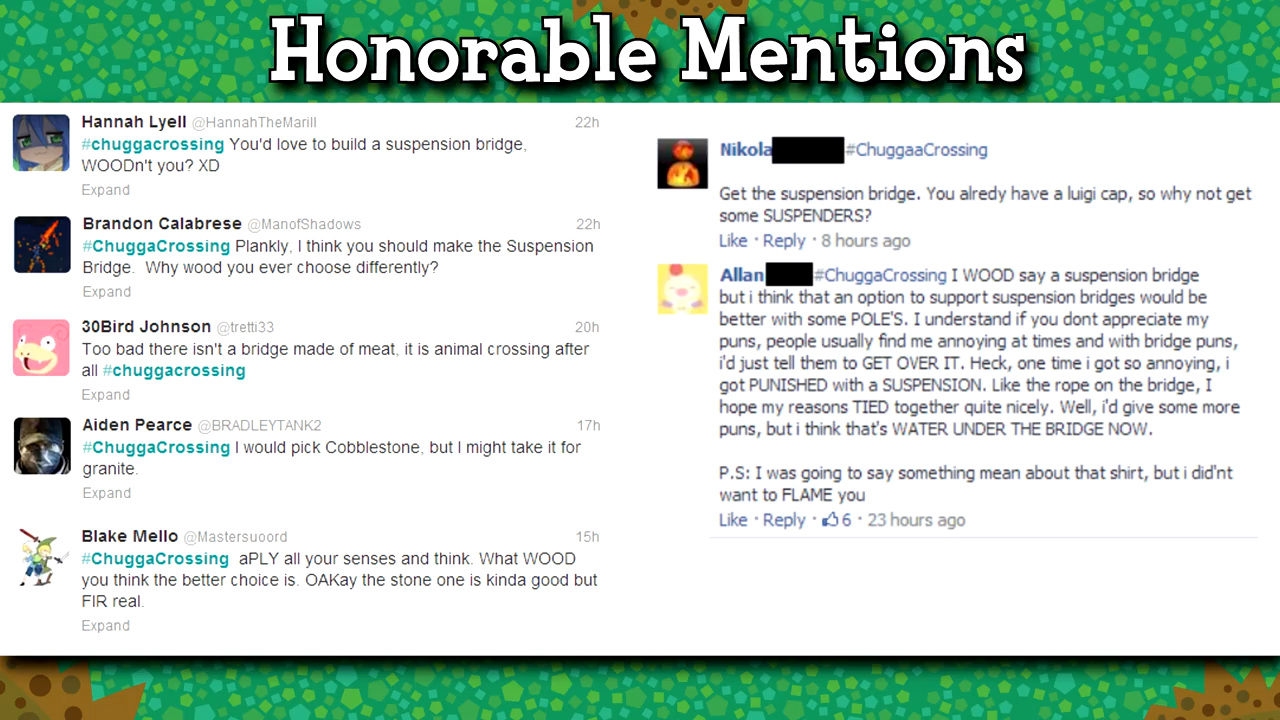 Honorable Mentions
Hannah Lyell @HannahTheMarill 22h
#chuggacrossing You'd love to build a suspension bridge,
WOODn't you? XD
Expand
Brandon Calabrese @ManofShadows 22h
#ChuggaCrossing Plankly, I think you should make the Suspension
Bridge. Why wood you ever choose differently?
Expand
30Bird Johnson @tretti33 20h
Too bad there isn't a bridge made of meat, it is animal crossing after
all #chuggacrossing
Expand
Aiden Pearce @BRADLEYTANK2 17h
#ChuggaCrossing I would pick Cobblestone, but I might take it for
granite.
Expand
Blake Mello @Mastersuoord 15h
#ChuggaCrossing aPLY all your senses and think. What WOOD
you think the better choice is. OAKay the stone one is kinda good but
FIR real.
Expand
Nikola #ChuggaaCrossing
Get the suspension bridge. You alredy have a luigi cap, so why not get
some SUSPENDERS?
Like · Reply · 8 hours ago
Allan #ChuggaCrossing I WOOD say a suspension bridge
but i think that an option to support suspension bridges would be
better with some POLE'S. I understand if you dont appreciate my
puns, people usually find me annoying at times and with bridge puns,
i'd just tell them to GET OVER IT. Heck, one time i got so annoying, i
got PUNISHED with a SUSPENSION. Like the rope on the bridge, I
hope my reasons TIED together quite nicely. Well, i'd give some more
puns, but i think that's WATER UNDER THE BRIDGE NOW.
P.S: I was going to say something mean about that shirt, but i did'nt
want to FLAME you
Like · Reply · 6 · 23 hours ago